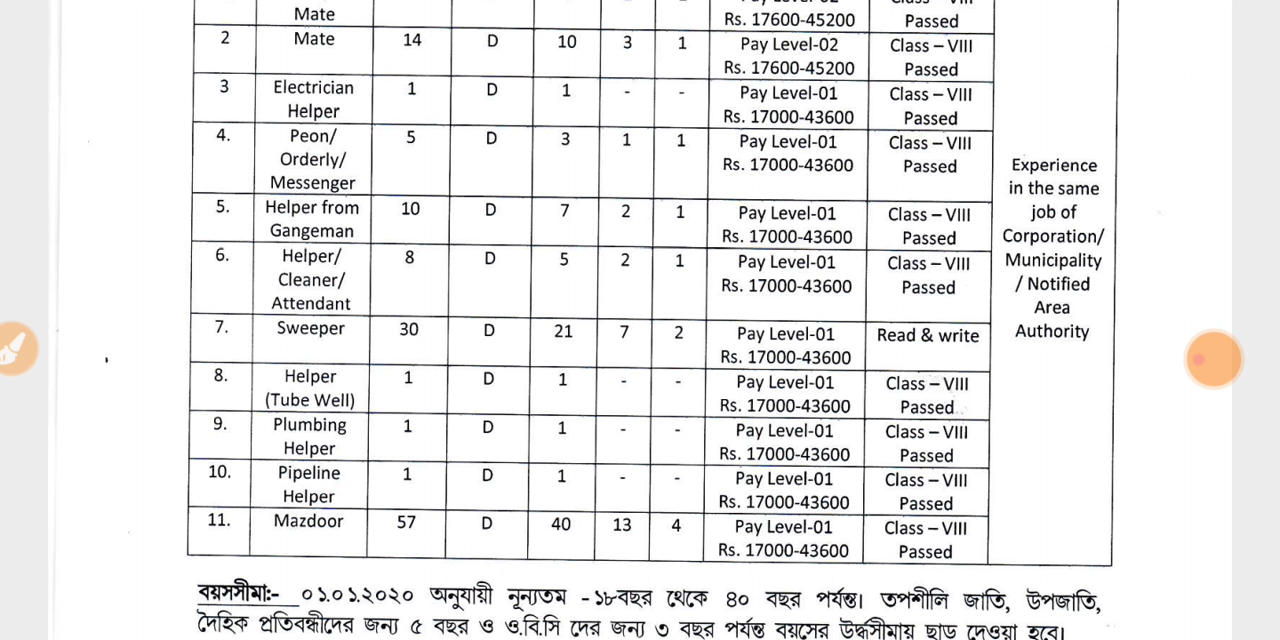 Mate Rs. 17600-45200 Passed
2 Mate 14 D 10 3 1 Pay Level-02 Class – VIII
Rs. 17600-45200 Passed
3 Electrician 1 D 1 - - Pay Level-01 Class – VIII
Helper Rs. 17000-43600 Passed
4. Peon/ 5 D 3 1 1 Pay Level-01 Class – VIII
Orderly/ Rs. 17000-43600 Passed
Messenger
5. Helper from 10 D 7 2 1 Pay Level-01 Class – VIII
Gangeman Rs. 17000-43600 Passed
6. Helper/ 8 D 5 2 1 Pay Level-01 Class – VIII
Cleaner/ Rs. 17000-43600 Passed
Attendant
7. Sweeper 30 D 21 7 2 Pay Level-01 Read & write
Rs. 17000-43600
8. Helper 1 D 1 - - Pay Level-01 Class – VIII
(Tube Well) Rs. 17000-43600 Passed
9. Plumbing 1 D 1 - - Pay Level-01 Class – VIII
Helper Rs. 17000-43600 Passed
10. Pipeline 1 D 1 - - Pay Level-01 Class – VIII
Helper Rs. 17000-43600 Passed
11. Mazdoor 57 D 40 13 4 Pay Level-01 Class – VIII
Rs. 17000-43600 Passed
Experience
in the same
job of
Corporation/
Municipality
/ Notified
Area
Authority
বয়সসীমা:- ০১.০১.২০২০ অনুযায়ী নূন্যতম -১৮বছর থেকে ৪০ বছর পর্যন্ত। তপশীলি জাতি, উপজাতি,
দৈহিক প্রতিবন্ধীদের জন্য ৫ বছর ও ও.বি.সি দের জন্য ৩ বছর পর্যন্ত বয়সের উর্দ্ধসীমায় ছাড় দেওয়া হবে।